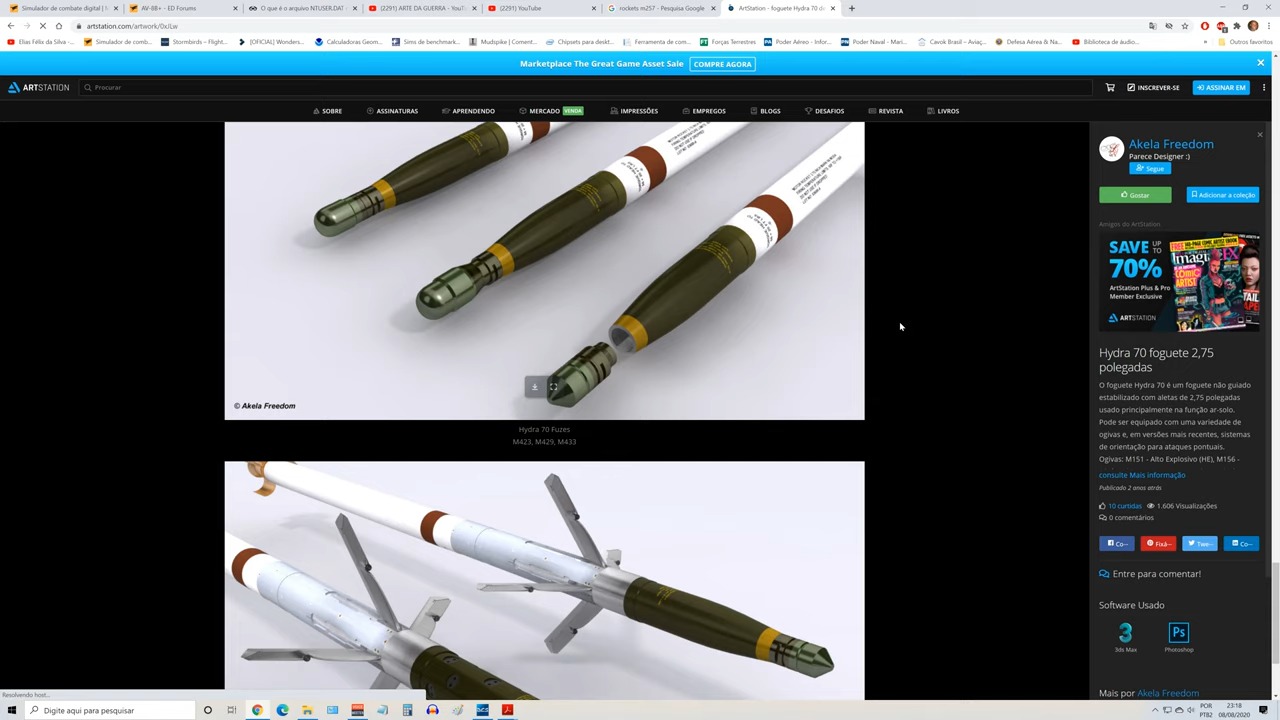 Simulador de combate digital | M
AV-8B+ - ED Forums
O que é o arquivo NTUSER.DAT -
(2291) ARTE DA GUERRA - YouT
(2291) YouTube
rockets m257 - Pesquisa Google
ArtStation - foguete Hydra 70 d
artstation.com/artwork/0xJLw
Elias Félix da Silva -...
Simulador de comb...
Stormbirds – Flight...
[OFICIAL] Wonders...
Calculadoras Geom...
Sims de benchmark...
Mudspike | Coment...
Chipsets para deskt...
Ferramenta de com...
Forças Terrestres
Poder Aéreo - Infor...
Poder Naval - Mari...
Cavok Brasil – Aviaç...
Defesa Aérea & Na...
Biblioteca de áudio...
»
Outros favoritos
Marketplace The Great Game Asset Sale
COMPRE AGORA
ARTSTATION
Procurar
INSCREVER-SE
ASSINAR EM
SOBRE
ASSINATURAS
APRENDENDO
MERCADO VENDA
IMPRESSÕES
EMPREGOS
BLOGS
DESAFIOS
REVISTA
LIVROS
© Akela Freedom
Hydra 70 Fuzes
M423, M429, M433
Akela Freedom
Parece Designer :)
Segue
Gostar
Adicionar a coleção
Amigos do ArtStation
SAVE UP TO
70%
ArtStation Plus & Pro
Member Exclusive
ARTSTATION
Hydra 70 foguete 2,75
polegadas
O foguete Hydra 70 é um foguete não guiado
estabilizado com aletas de 2,75 polegadas
usado principalmente na função ar-solo.
Pode ser equipado com uma variedade de
ogivas e, em versões mais recentes, sistemas
de orientação para ataques pontuais.
Ogivas: M151 - Alto Explosivo (HE), M156 -
consulte Mais informação
Publicado 2 anos atrás
10 curtidas
1.606 Visualizações
0 comentários
Co--
Fixá--
Twe--
Co--
Entre para comentar!
Software Usado
3ds Max
Ps
Photoshop
Mais por Akela Freedom
Resolvendo host...
Digite aqui para pesquisar
POR
PTB2
23:18
08/08/2020